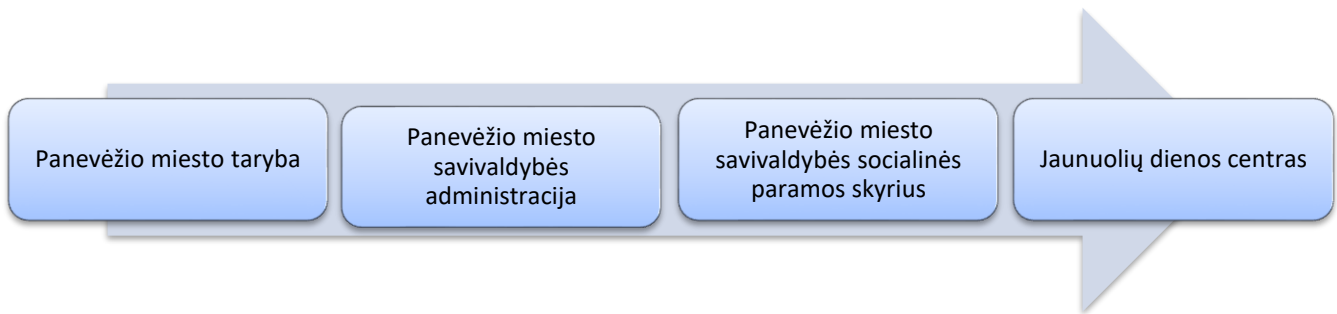 Panevėžio miesto taryba
Panevėžio miesto
savivaldybės
administracija
Panevėžio miesto
savivaldybės socialinės
paramos skyrius
Jaunuolių dienos centras